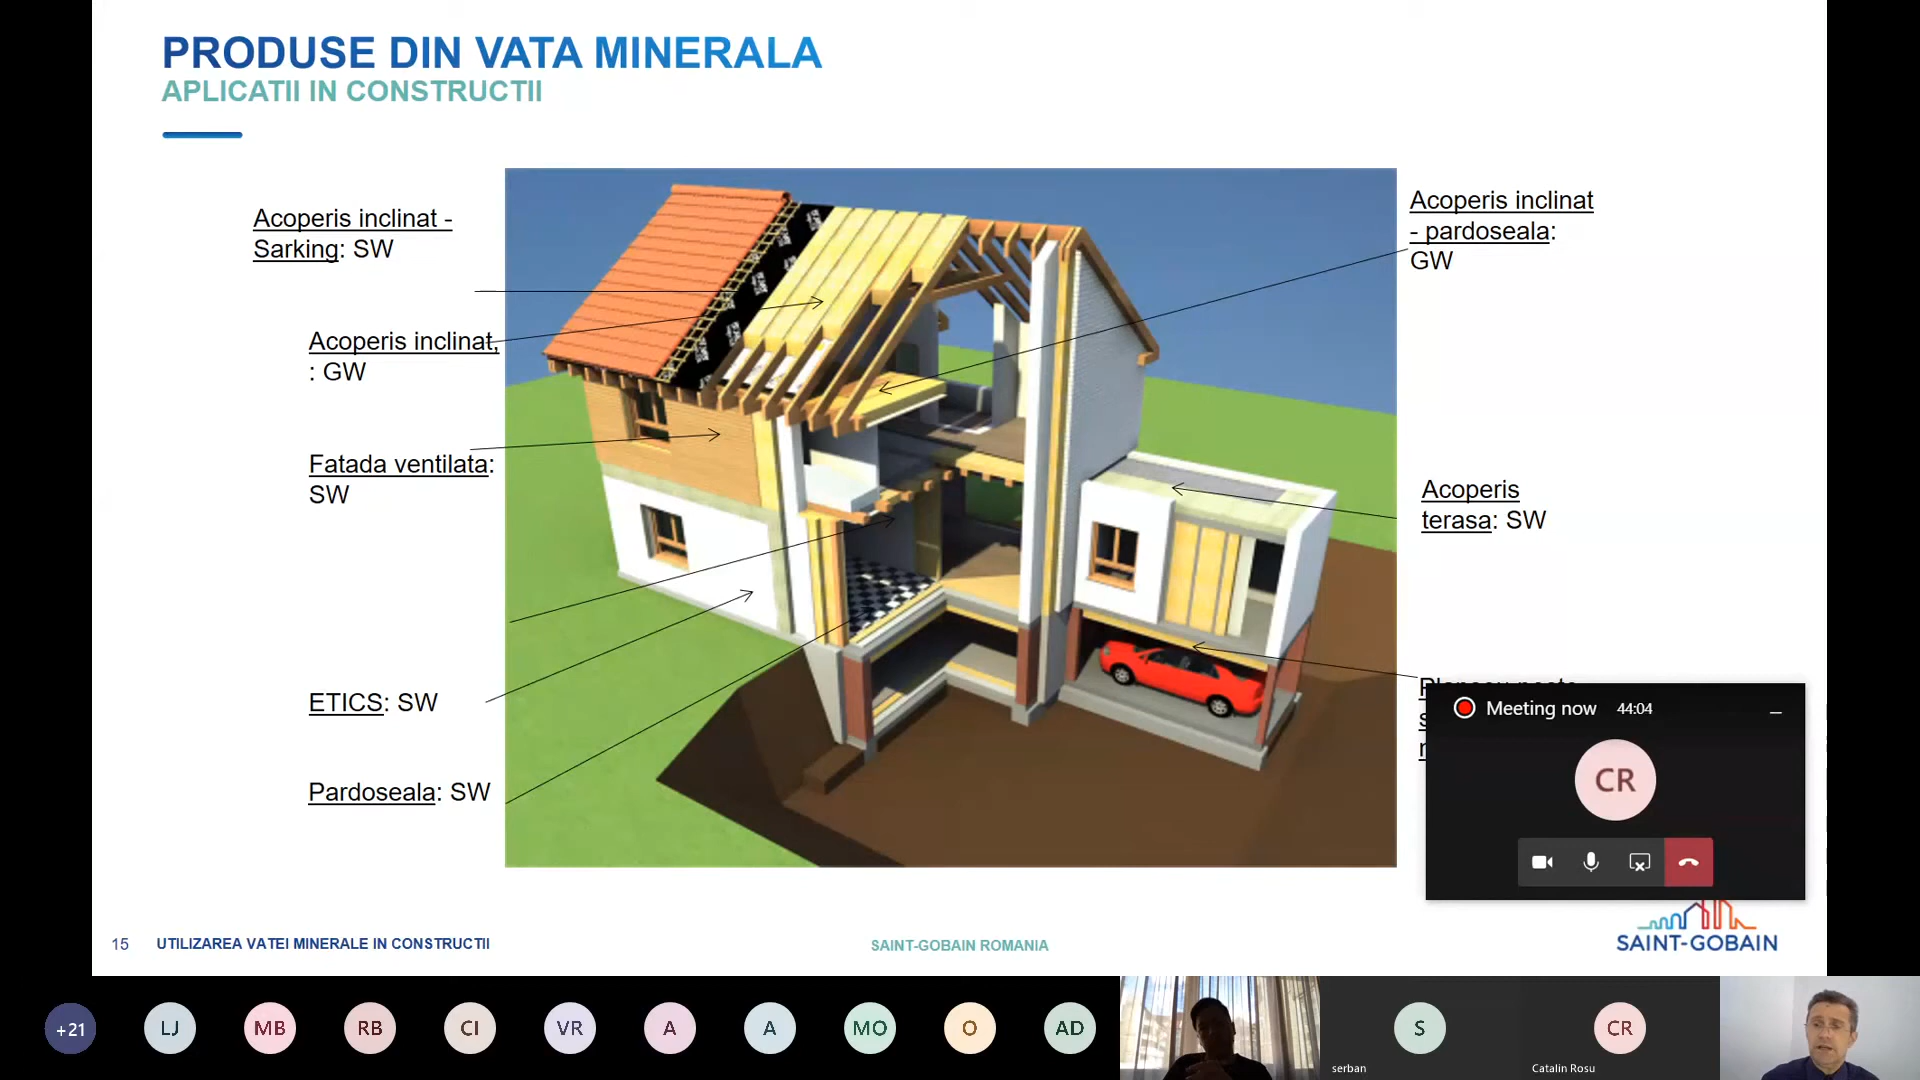 PRODUSE DIN VATA MINERALA
APLICATII IN CONSTRUCTII
Acoperis inclinat -
Sarking: SW
Acoperis inclinat,
: GW
Fatada ventilata:
SW
ETICS: SW
Pardoseala: SW
Acoperis inclinat
- pardoseala:
GW
Acoperis
terasa: SW
Meeting now 44:04
CR
15 UTILIZAREA VATEI MINERALE IN CONSTRUCTII
SAINT-GOBAIN ROMANIA
SAINT-GOBAIN
+21 LJ MB RB CI VR A A MO O AD S CR
serban
Catalin Rosu